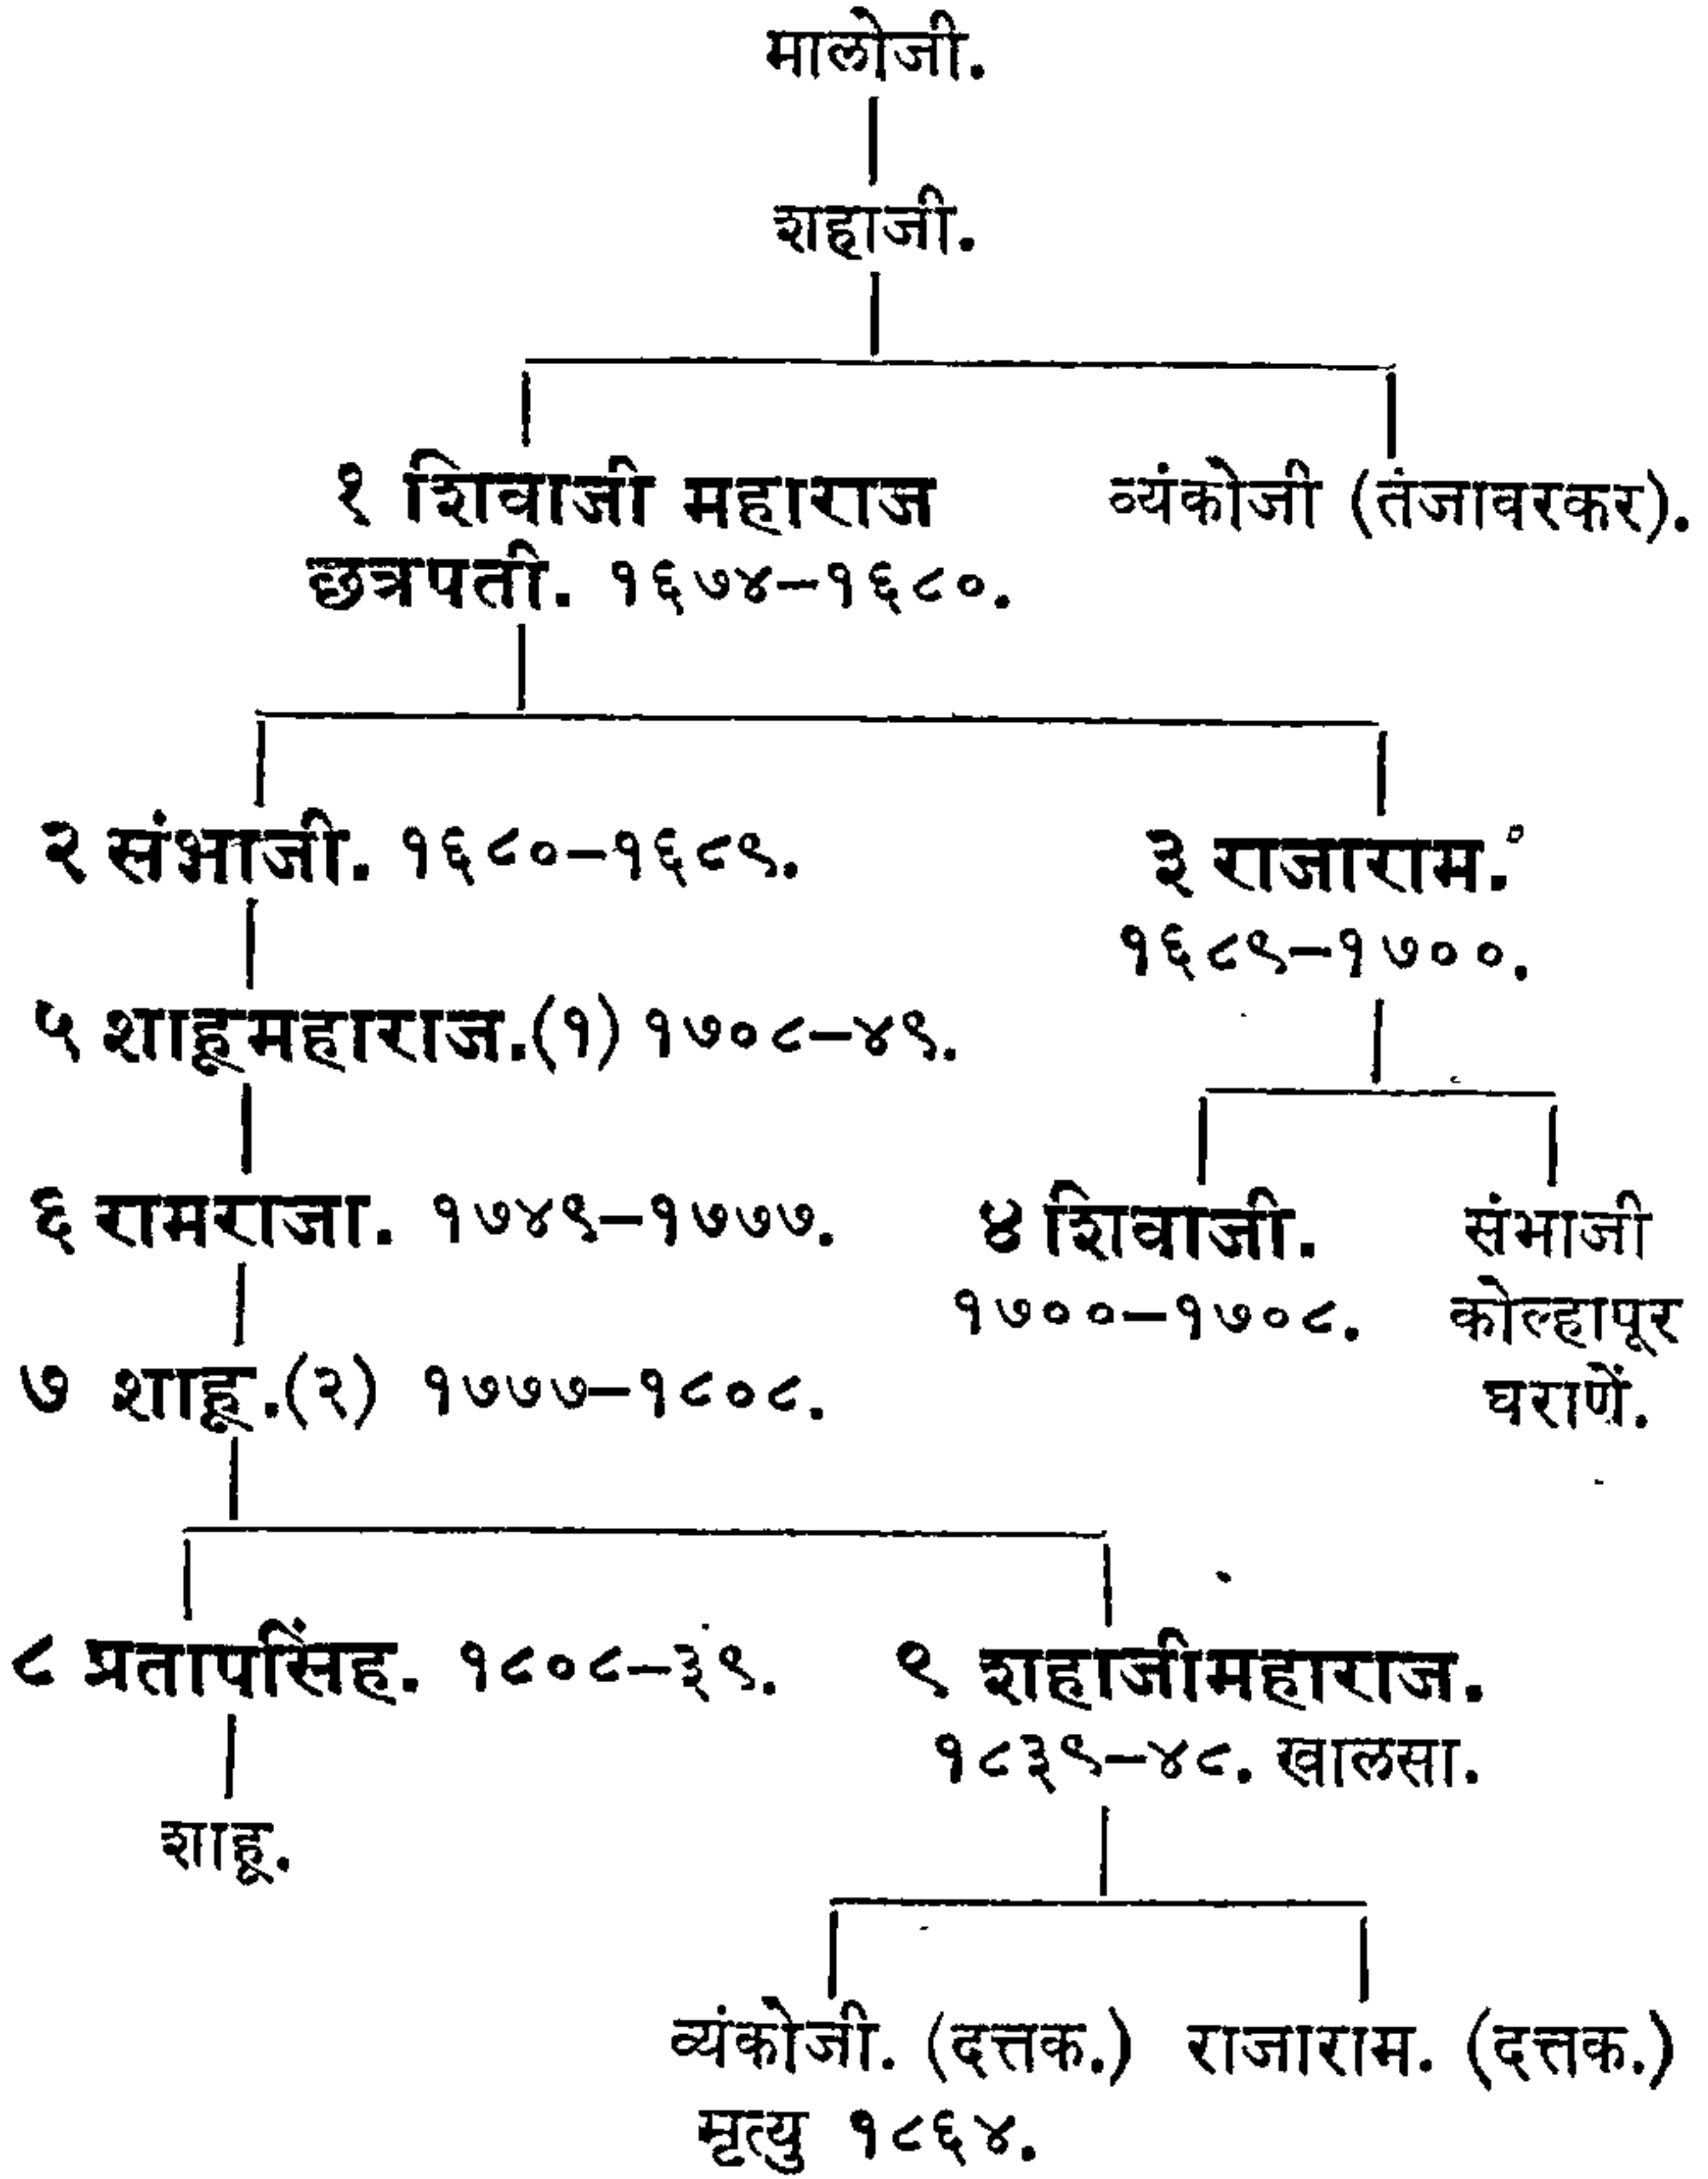 मालोजी.
शहाजी.
१ शिवाजी महाराज
छत्रपती. १६७४–१६८०.
व्यंकोजी (तंजावरकर).
२ संभाजी. १६८०–१६८९.
३ राजाराम.
१६८९–१७००.
५ शाहूमहाराज.(१) १७०८–४९.
६ रामराजा. १७४९–१७७७.
४ शिवाजी.
१७००–१७०८.
संभाजी
कोल्हापूर
घराणें.
७ शाहू.(२) १७७७–१८०८.
८ प्रतापसिंह. १८०८–३९.
९ शहाजीमहाराज.
१८३९–४८. खालसा.
शाहू.
व्यंकोजी. (दत्तक.)
मृत्यु १८६४.
राजाराम. (दत्तक.)